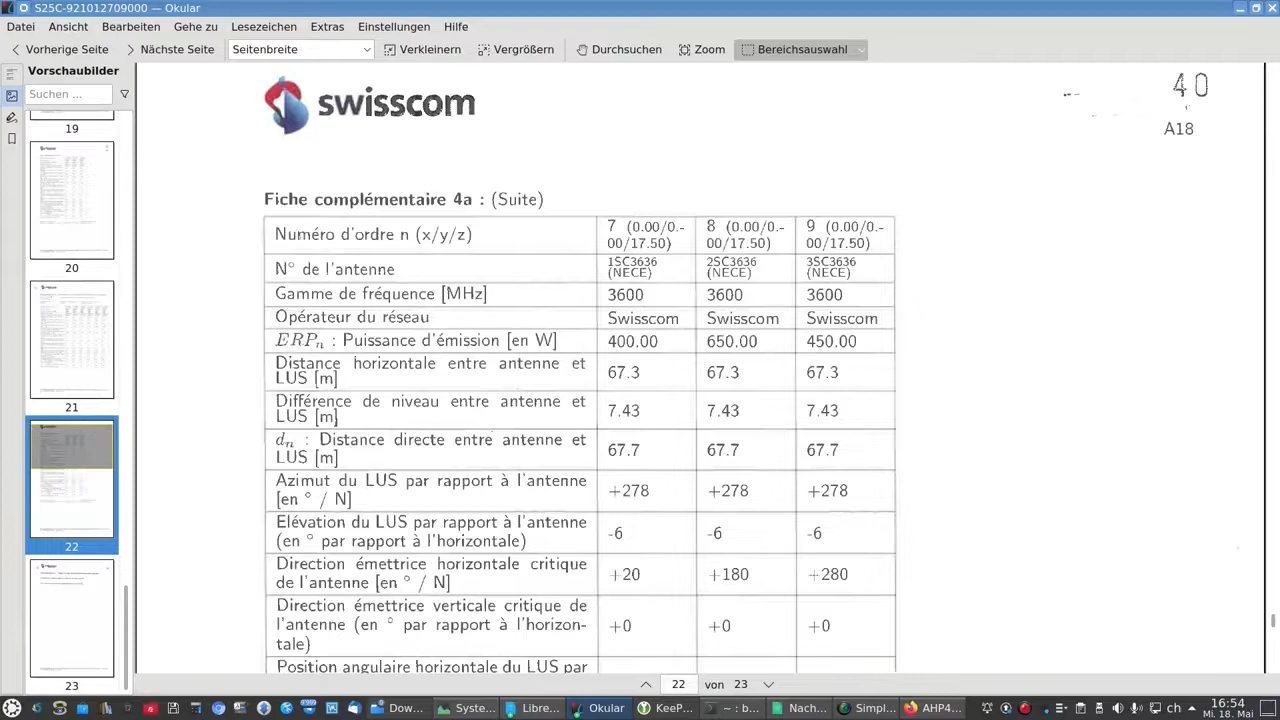 S25C-921012709000 — Okular
Datei Ansicht Bearbeiten Gehe zu Lesezeichen Extras Einstellungen Hilfe
Vorherige Seite Nächste Seite Seitenbreite Verkleinern Vergrößern Durchsuchen Zoom Bereichsauswahl
Vorschaubilder
Suchen ...
19
20
21
22
23
swisscom
40
A18
Fiche complémentaire 4a : (Suite)
Numéro d'ordre n (x/y/z) 7 (0.00/0.-00/17.50) 8 (0.00/0.-00/17.50) 9 (0.00/0.-00/17.50)
N° de l'antenne 1SC3636 (NECE) 2SC3636 (NECE) 3SC3636 (NECE)
Gamme de fréquence [MHz] 3600 3600 3600
Opérateur du réseau Swisscom Swisscom Swisscom
ERPn : Puissance d'émission [en W] 400.00 650.00 450.00
Distance horizontale entre antenne et
LUS [m] 67.3 67.3 67.3
Différence de niveau entre antenne et
LUS [m] 7.43 7.43 7.43
dn : Distance directe entre antenne et
LUS [m] 67.7 67.7 67.7
Azimut du LUS par rapport à l'antenne
[en ° / N] +278 +278 +278
Elévation du LUS par rapport à l'antenne
(en ° par rapport à l'horizontale) -6 -6 -6
Direction émettrice horizontale critique
de l'antenne [en ° / N] +20 +180 +280
Direction émettrice verticale critique de
l'antenne (en ° par rapport à l'horizon-
tale) +0 +0 +0
Position angulaire horizontale du LUS par
22 von 23
Dow... Syste... Libre... Okular KeeP... ~ : b... Nach... Simpl... AHP4... ch 16:54
Mi. 18. Mai